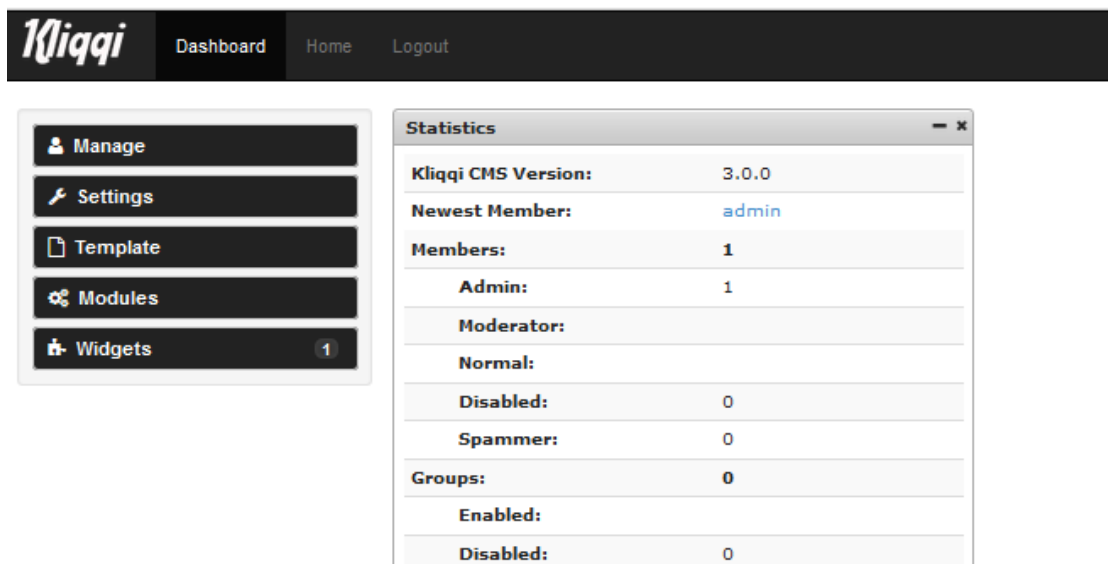 Kliqqi Dashboard Home Logout
Manage
Settings
Template
Modules
Widgets 1
Statistics
Kliqqi CMS Version: 3.0.0
Newest Member: admin
Members: 1
Admin: 1
Moderator:
Normal:
Disabled: 0
Spammer: 0
Groups: 0
Enabled:
Disabled: 0